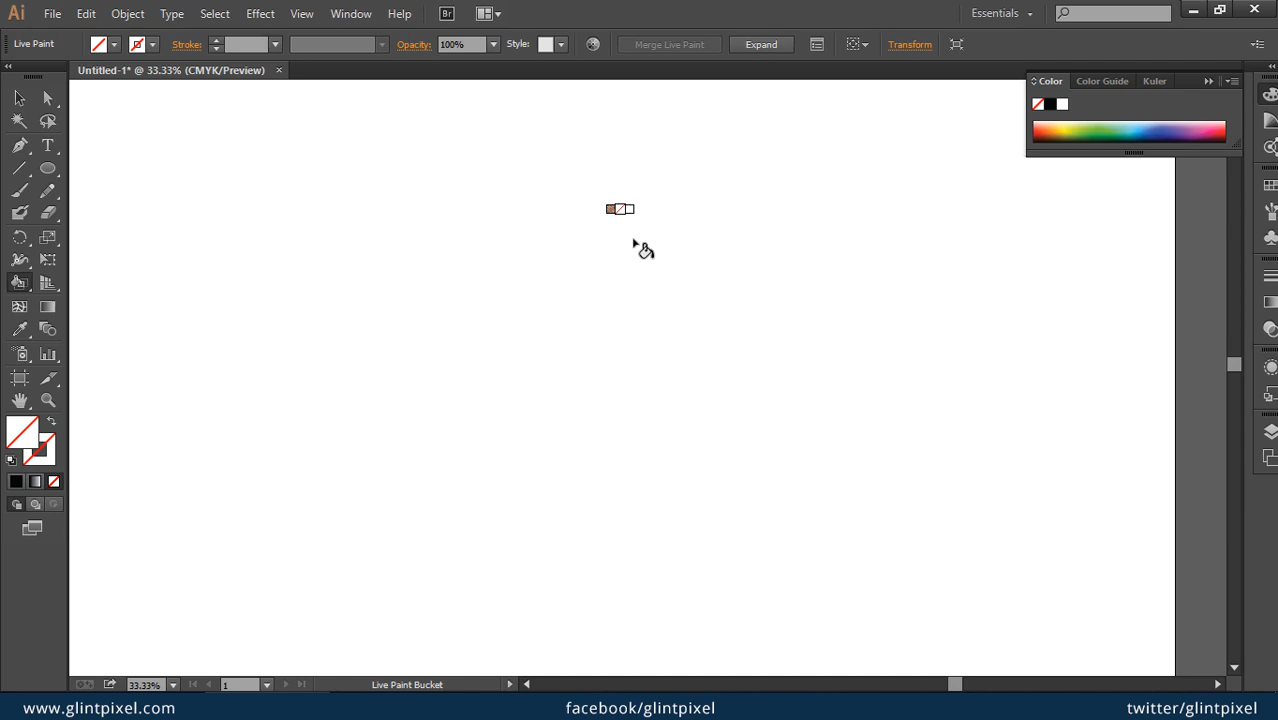 Ai File Edit Object Type Select Effect View Window Help Br Essentials
Live Paint Stroke: Opacity: 100% Style: Merge Live Paint Expand Transform
Untitled-1* @ 33.33% (CMYK/Preview) ×
Color Color Guide Kuler
T
33.33% 1 Live Paint Bucket
www.glintpixel.com facebook/glintpixel twitter/glintpixel